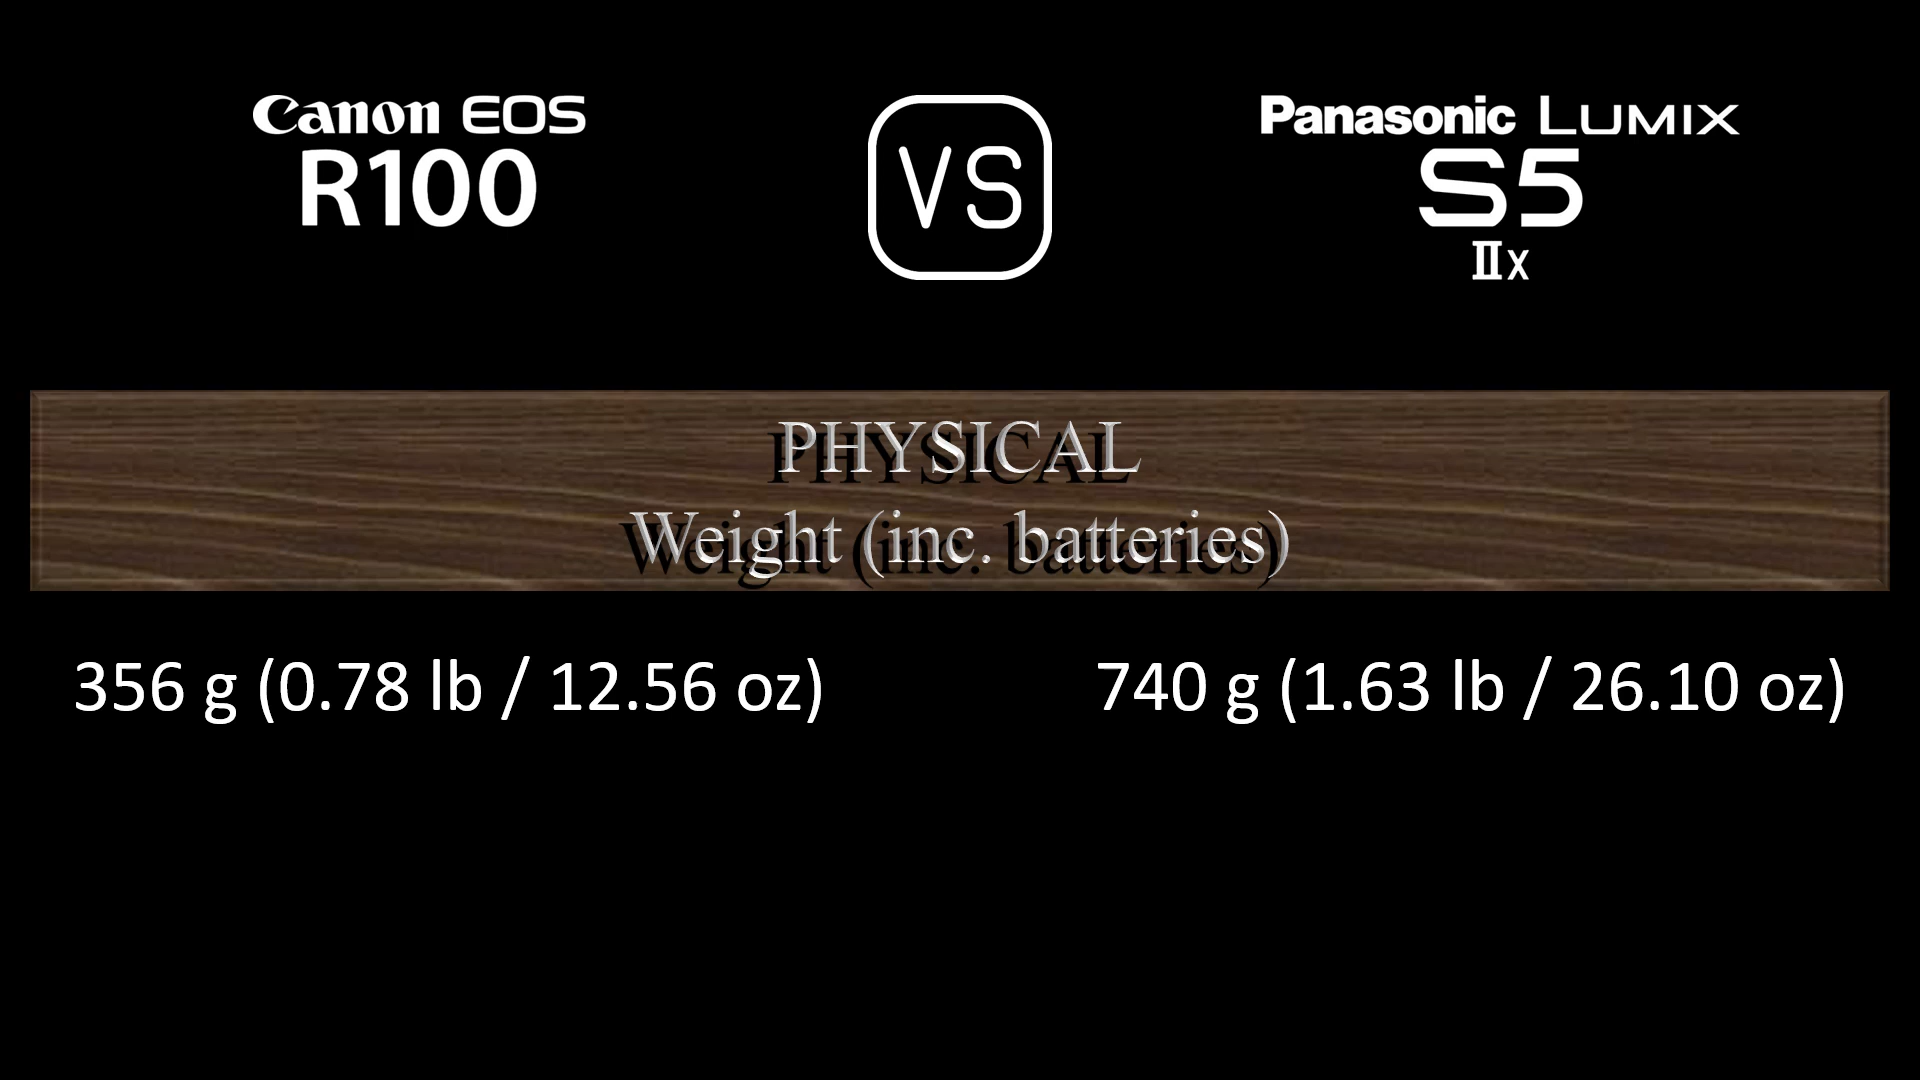 Canon EOS
R100
VS
Panasonic LUMIX
S5
IIX
PHYSICAL
Weight (inc. batteries)
356 g (0.78 lb / 12.56 oz)
740 g (1.63 lb / 26.10 oz)